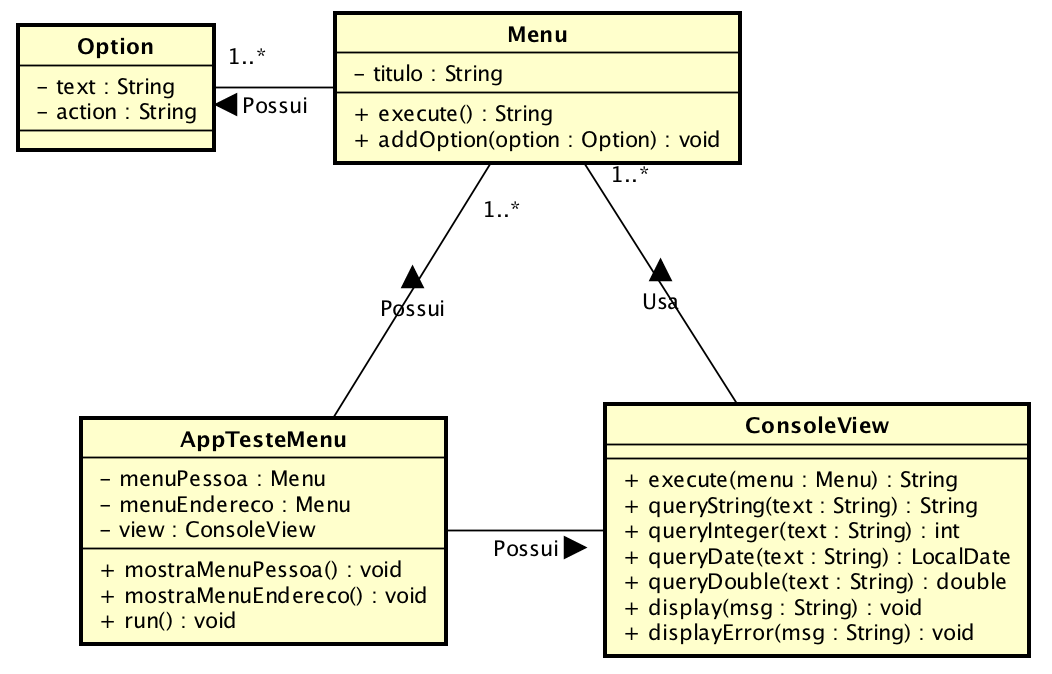 Option
- text : String
- action : String
1..*
Possui
Menu
- titulo : String
+ execute() : String
+ addOption(option : Option) : void
1..*
1..*
Possui
Usa
AppTesteMenu
- menuPessoa : Menu
- menuEndereco : Menu
- view : ConsoleView
+ mostraMenuPessoa() : void
+ mostraMenuEndereco() : void
+ run() : void
Possui
ConsoleView
+ execute(menu : Menu) : String
+ queryString(text : String) : String
+ queryInteger(text : String) : int
+ queryDate(text : String) : LocalDate
+ queryDouble(text : String) : double
+ display(msg : String) : void
+ displayError(msg : String) : void